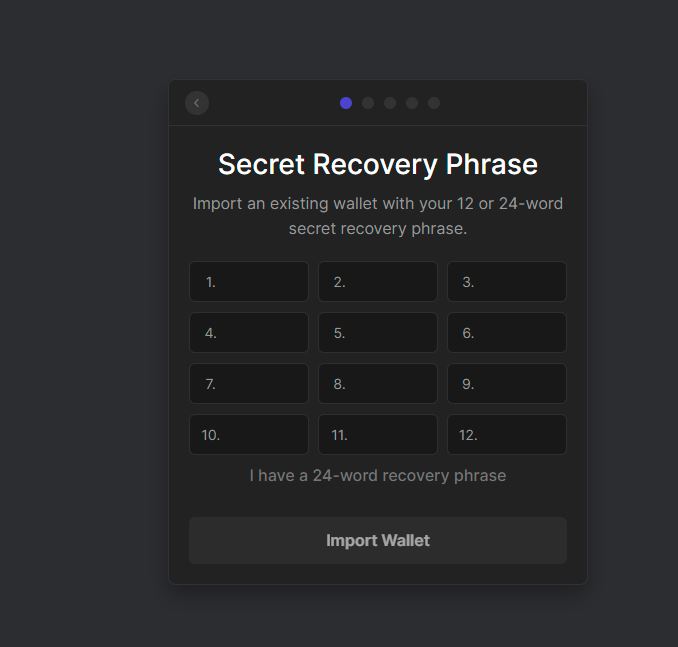 Secret Recovery Phrase
Import an existing wallet with your 12 or 24-word
secret recovery phrase.
1. 2. 3.
4. 5. 6.
7. 8. 9.
10. 11. 12.
I have a 24-word recovery phrase
Import Wallet